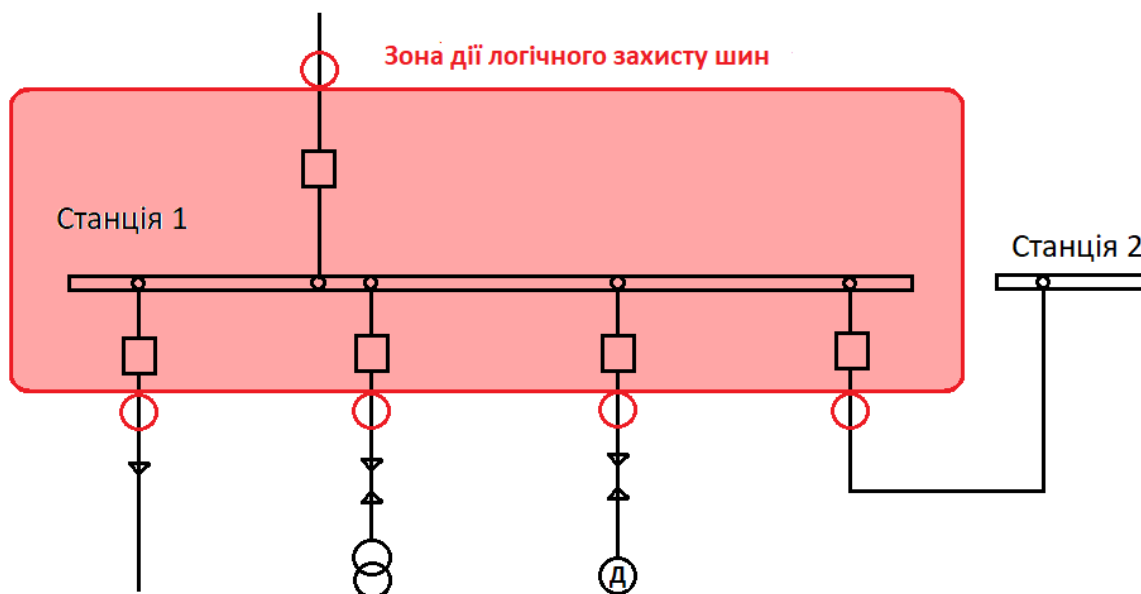 Зона дії логічного захисту шин
Станція 1
Станція 2
Д